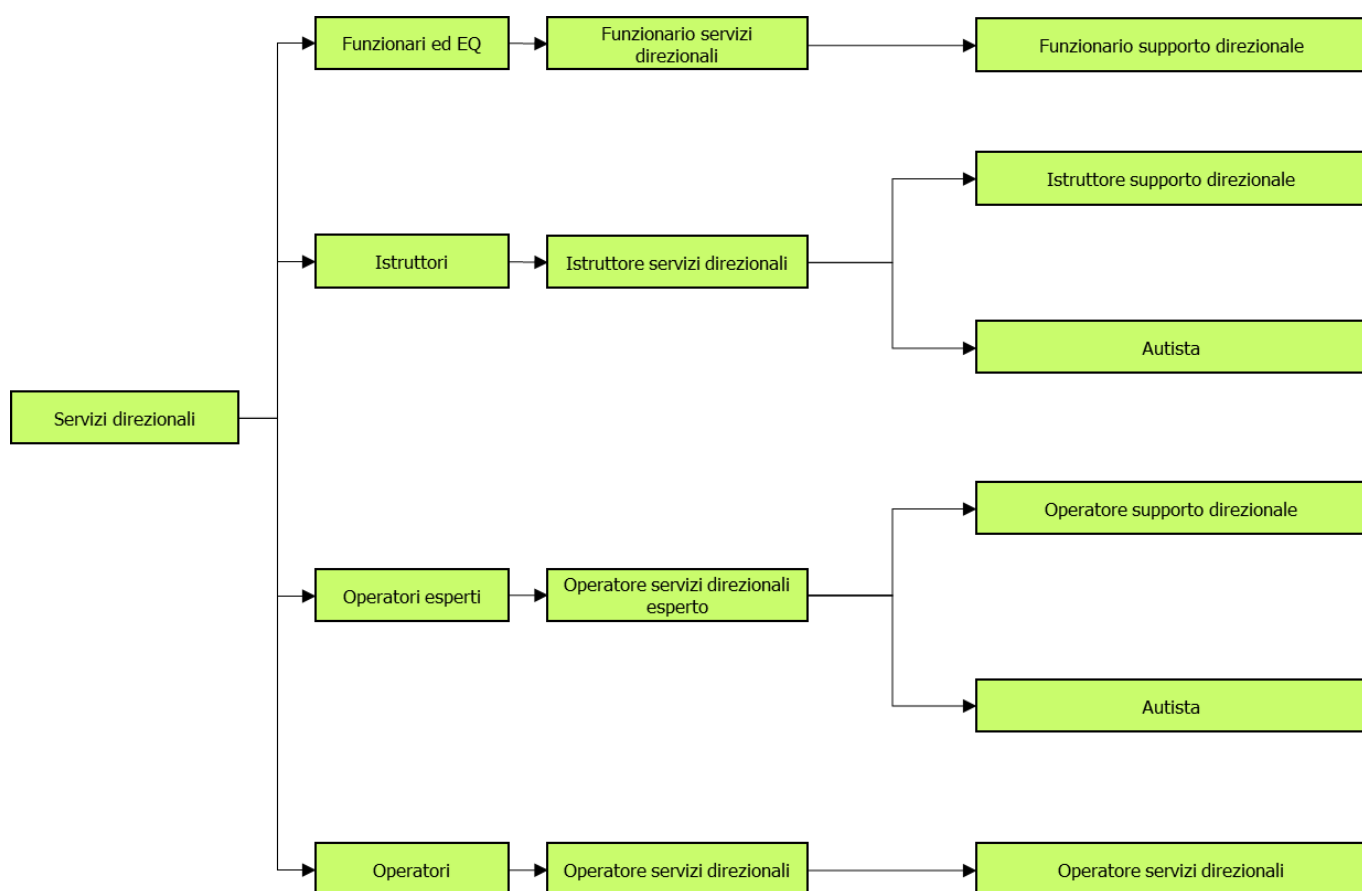 Funzionari ed EQ
Funzionario servizi
direzionali
Funzionario supporto direzionale
Istruttore supporto direzionale
Istruttori
Istruttore servizi direzionali
Autista
Servizi direzionali
Operatore supporto direzionale
Operatori esperti
Operatore servizi direzionali
esperto
Autista
Operatori
Operatore servizi direzionali
Operatore servizi direzionali